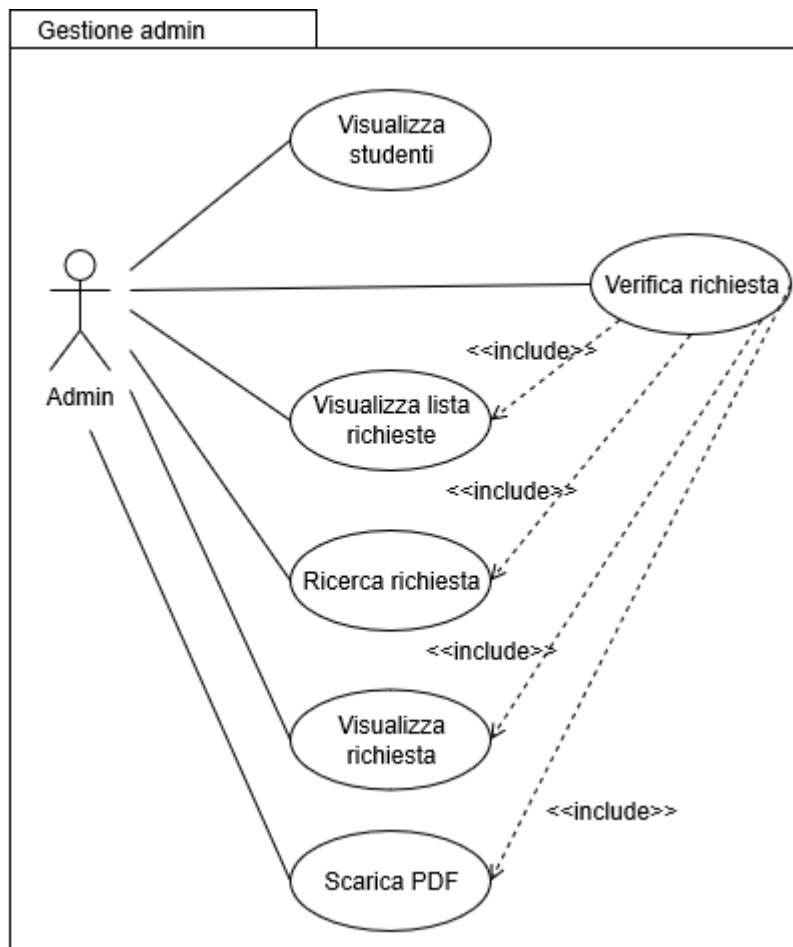 Gestione admin
Visualizza
studenti
Verifica richiesta
<<include>>
Admin
Visualizza lista
richieste
<<include>>
Ricerca richiesta
<<include>>
Visualizza
richiesta
<<include>>
Scarica PDF